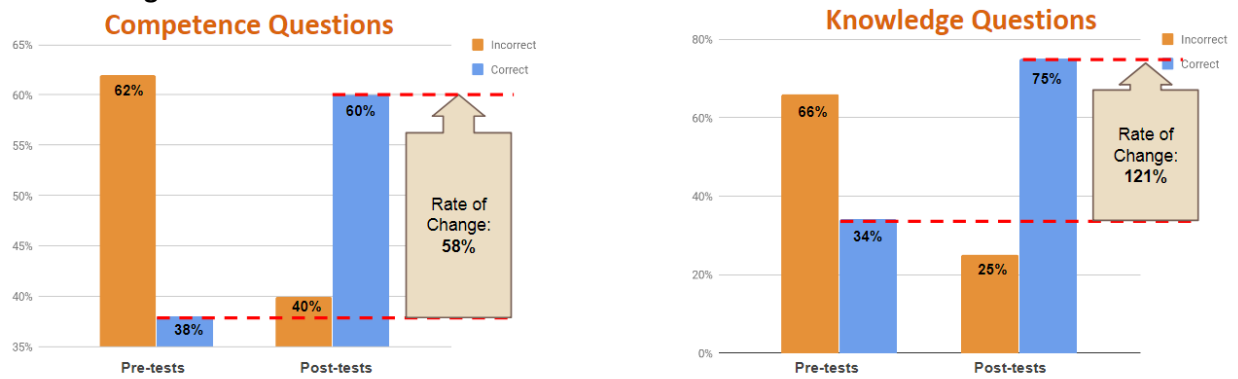 Competence Questions
65%
60%
55%
50%
45%
40%
35%
Incorrect
Correct
62%
38%
40%
60%
Rate of
Change:
58%
Pre-tests
Post-tests
Knowledge Questions
80%
60%
40%
20%
0%
Incorrect
Correct
66%
34%
25%
75%
Rate of
Change:
121%
Pre-tests
Post-tests